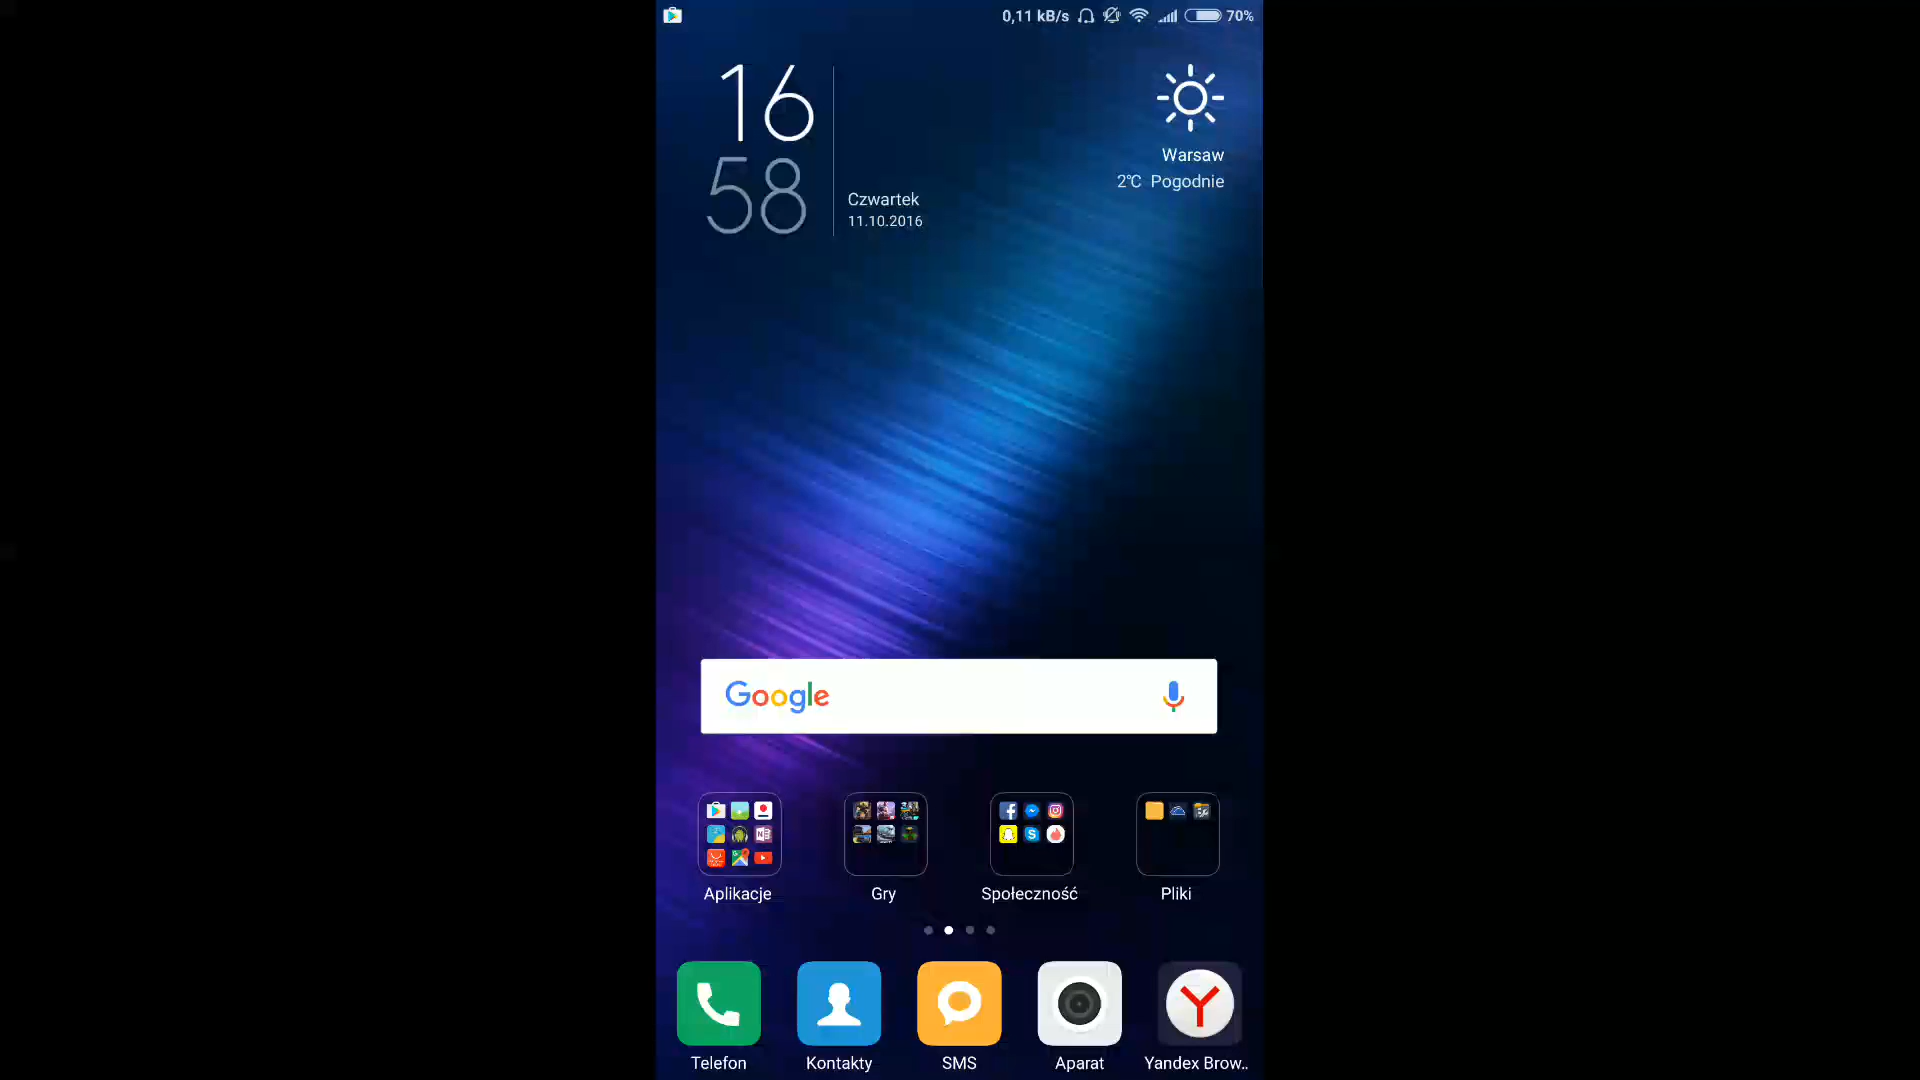 0,11 kB/s 70%
16
58
Czwartek
11.10.2016
Warsaw
2°C Pogodnie
Google
Aplikacje Gry Społeczność Pliki
Telefon Kontakty SMS Aparat Yandex Brow..